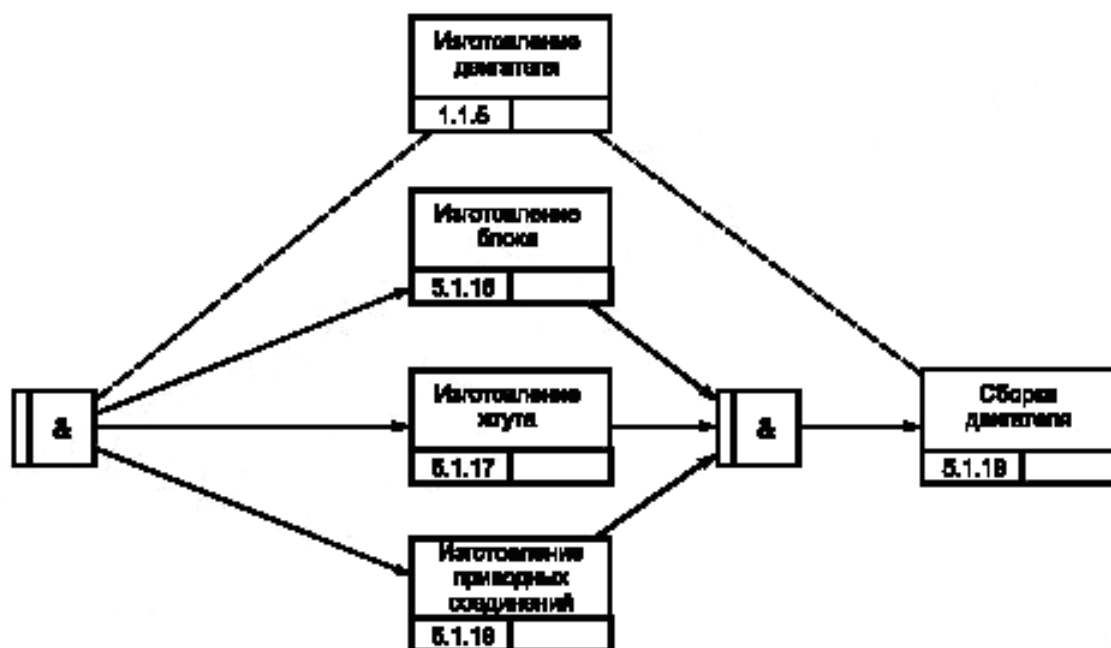 Изготовление
двигателя
1.1.5
Изготовление
блока
5.1.16
&
Изготовление
жгута
5.1.17
&
Сборка
двигателя
5.1.19
Изготовление
приводных
соединений
5.1.18